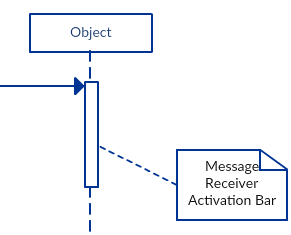 Object
Message
Receiver
Activation Bar